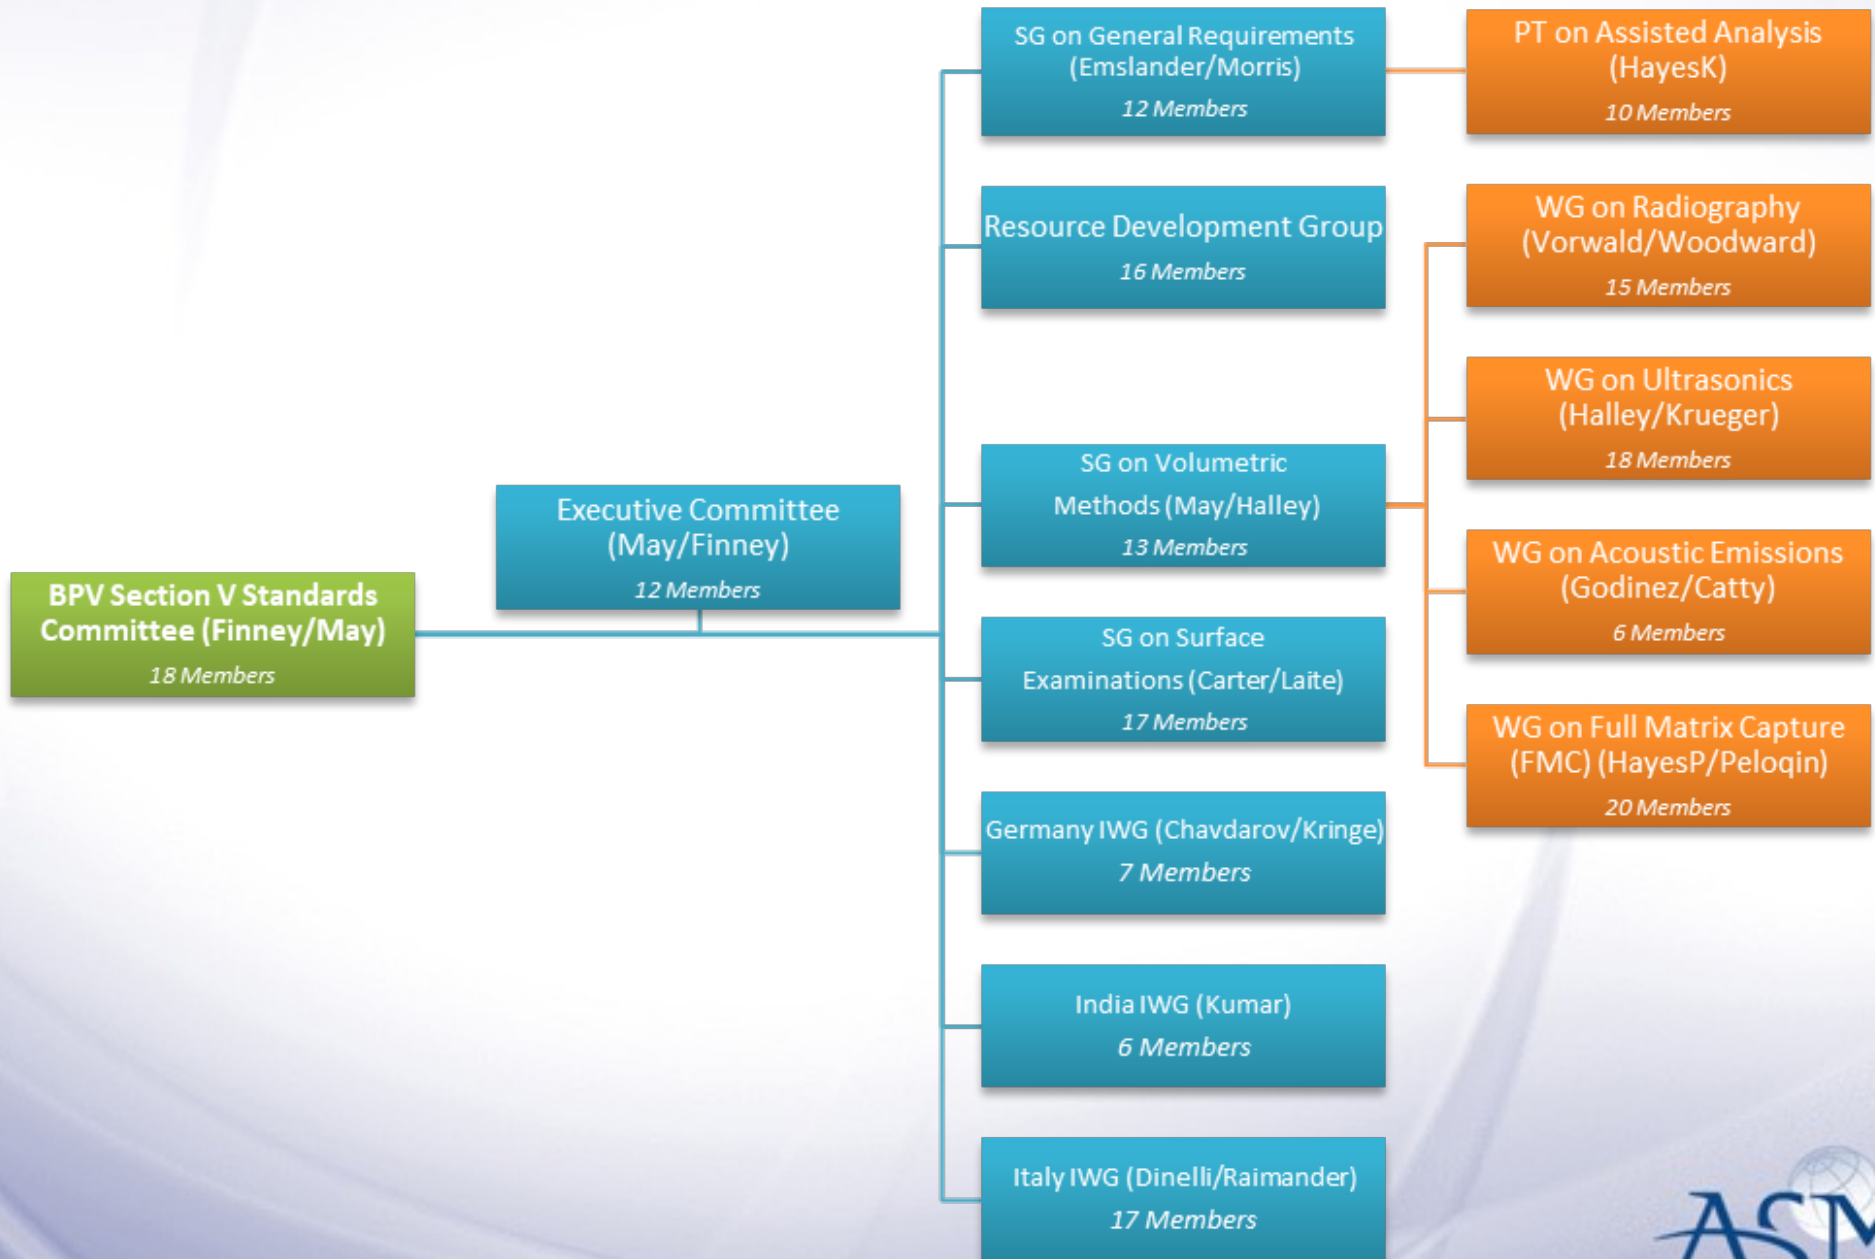 BPV Section V Standards
Committee (Finney/May)
18 Members
Executive Committee
(May/Finney)
12 Members
SG on General Requirements
(Emslander/Morris)
12 Members
Resource Development Group
16 Members
SG on Volumetric
Methods (May/Halley)
13 Members
SG on Surface
Examinations (Carter/Laite)
17 Members
Germany IWG (Chavdarov/Kringe)
7 Members
India IWG (Kumar)
6 Members
Italy IWG (Dinelli/Raimander)
17 Members
PT on Assisted Analysis
(HayesK)
10 Members
WG on Radiography
(Vorwald/Woodward)
15 Members
WG on Ultrasonics
(Halley/Krueger)
18 Members
WG on Acoustic Emissions
(Godinez/Catty)
6 Members
WG on Full Matrix Capture
(FMC) (HayesP/Peloqin)
20 Members
ASM